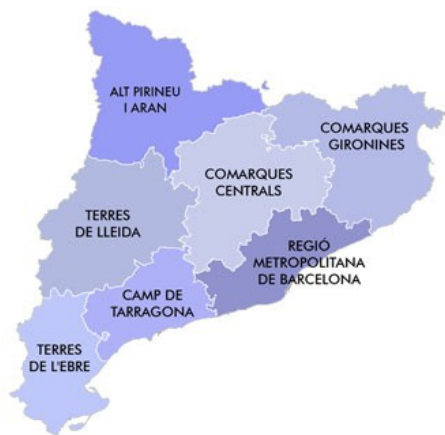 ALT PIRINEU
I ARAN
COMARQUES
GIRONINES
COMARQUES
CENTRALS
TERRES
DE LLEIDA
REGIÓ
METROPOLITANA
DE BARCELONA
CAMP DE
TARRAGONA
TERRES
DE L'EBRE